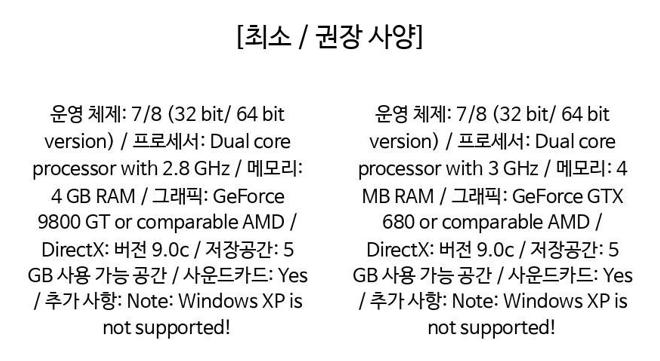 [최소 / 권장 사양]
운영 체제: 7/8 (32 bit/ 64 bit
version) / 프로세서: Dual core
processor with 2.8 GHz / 메모리:
4 GB RAM / 그래픽: GeForce
9800 GT or comparable AMD /
DirectX: 버전 9.0c / 저장공간: 5
GB 사용 가능 공간 / 사운드카드: Yes
/ 추가 사항: Note: Windows XP is
not supported!
운영 체제: 7/8 (32 bit/ 64 bit
version) / 프로세서: Dual core
processor with 3 GHz / 메모리: 4
MB RAM / 그래픽: GeForce GTX
680 or comparable AMD /
DirectX: 버전 9.0c / 저장공간: 5
GB 사용 가능 공간 / 사운드카드: Yes
/ 추가 사항: Note: Windows XP is
not supported!